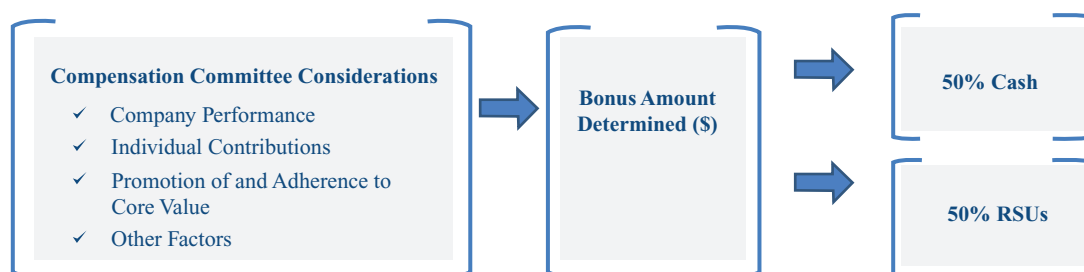 Compensation Committee Considerations
✓ Company Performance
✓ Individual Contributions
✓ Promotion of and Adherence to
Core Value
✓ Other Factors
Bonus Amount
Determined ($)
50% Cash
50% RSUs